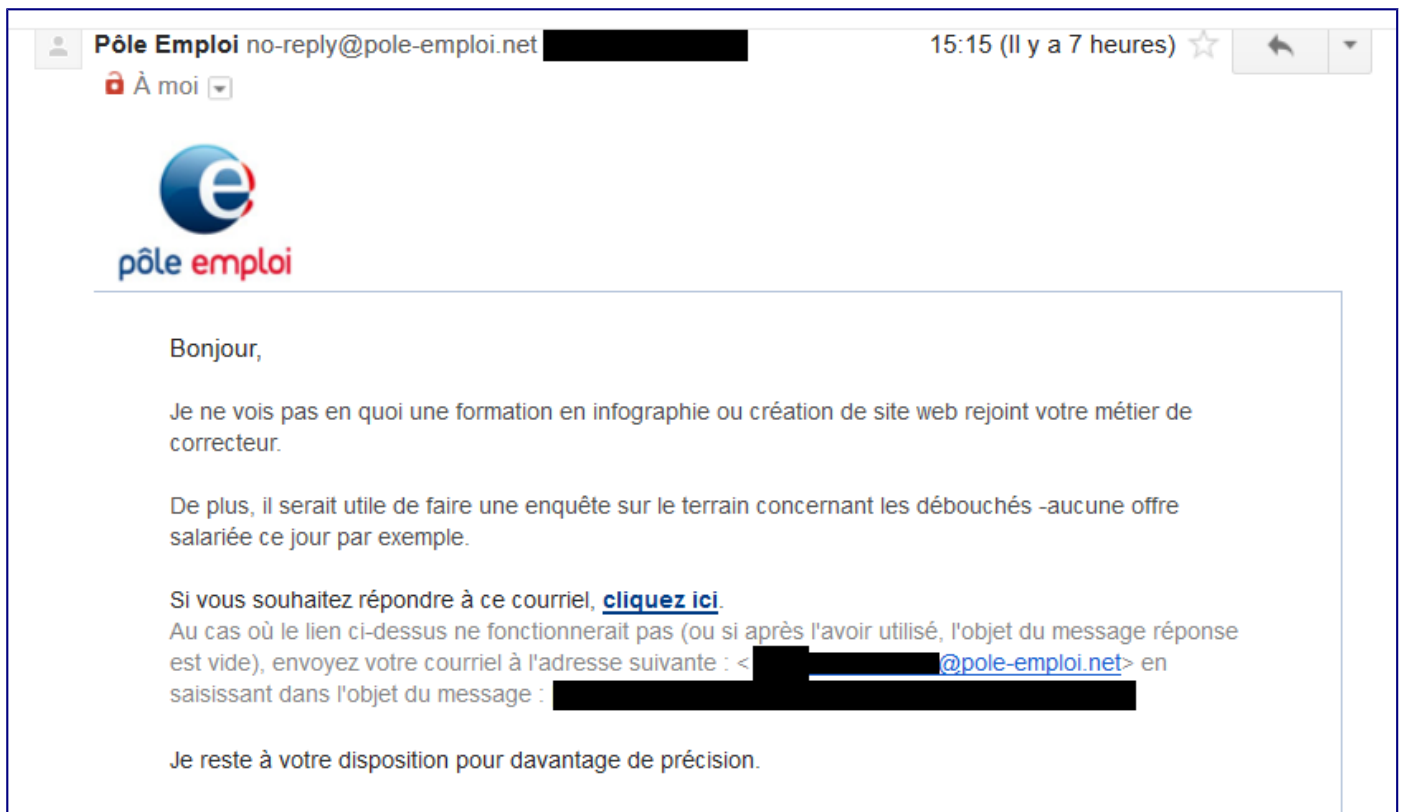 Pôle Emploi no-reply@pole-emploi.net 15:15 (Il y a 7 heures)
À moi
e
pôle emploi
Bonjour,
Je ne vois pas en quoi une formation en infographie ou création de site web rejoint votre métier de
correcteur.
De plus, il serait utile de faire une enquête sur le terrain concernant les débouchés -aucune offre
salariée ce jour par exemple.
Si vous souhaitez répondre à ce courriel, cliquez ici.
Au cas où le lien ci-dessus ne fonctionnerait pas (ou si après l'avoir utilisé, l'objet du message réponse
est vide), envoyez votre courriel à l'adresse suivante : < @pole-emploi.net> en
saisissant dans l'objet du message :
Je reste à votre disposition pour davantage de précision.